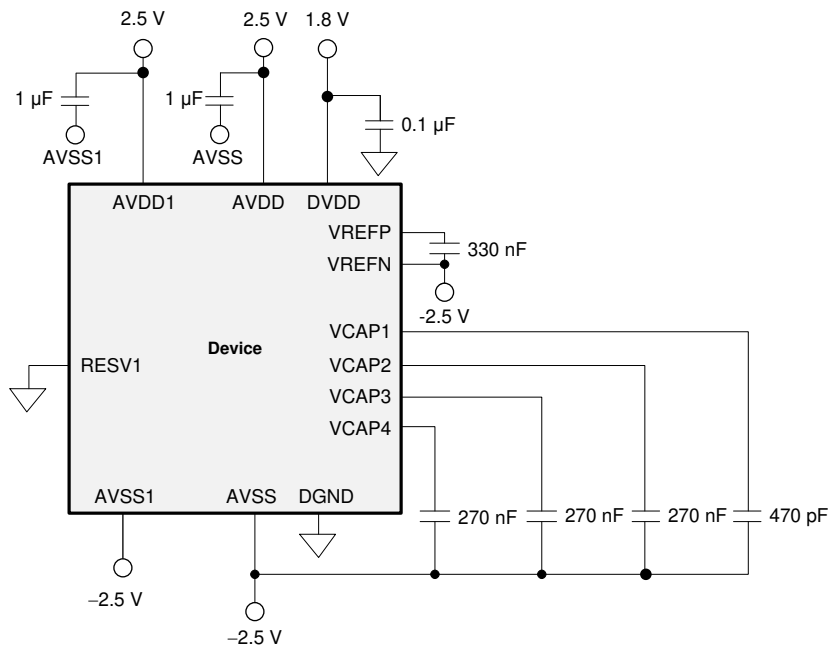 2.5 V
2.5 V
1.8 V
1 µF
1 µF
0.1 µF
AVSS1
AVSS
AVDD1
AVDD
DVDD
VREFP
330 nF
VREFN
-2.5 V
VCAP1
Device
RESV1
VCAP2
VCAP3
VCAP4
AVSS1
AVSS
DGND
270 nF
270 nF
270 nF
470 pF
–2.5 V
–2.5 V